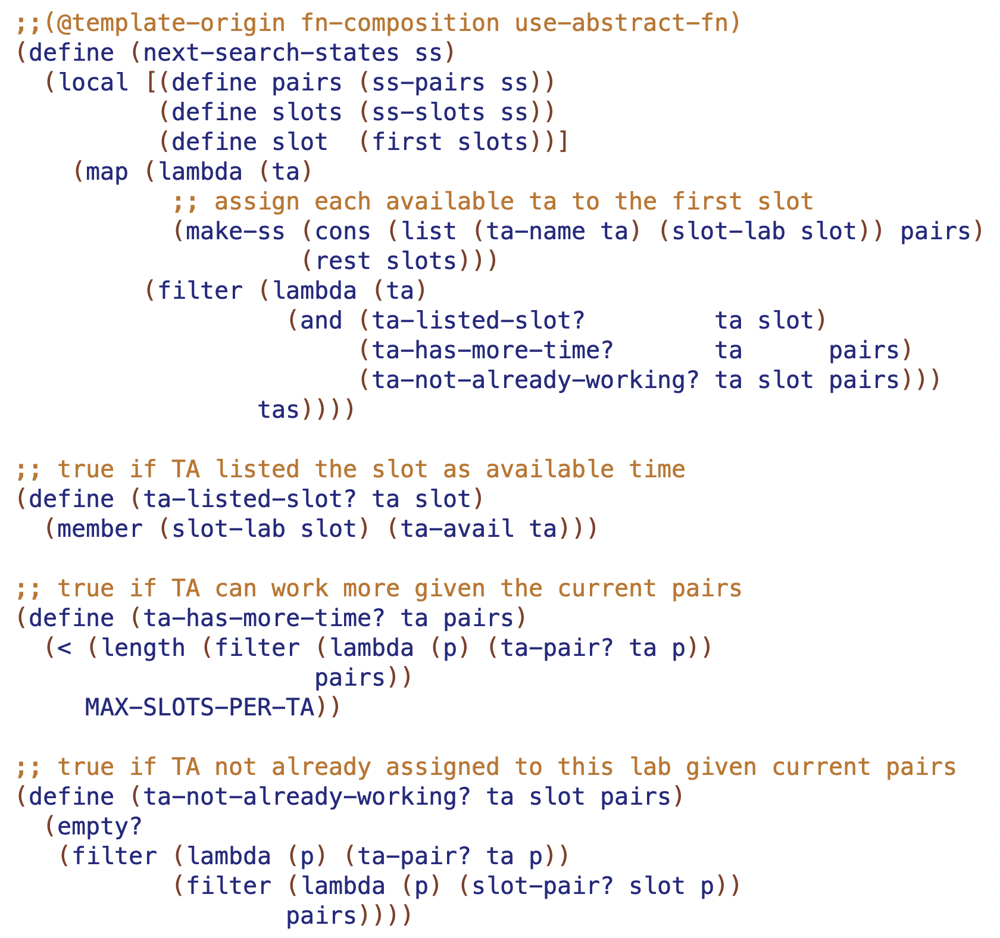 ;;(@template-origin fn-composition use-abstract-fn)
(define (next-search-states ss)
  (local [(define pairs (ss-pairs ss))
          (define slots (ss-slots ss))
          (define slot  (first slots))]
    (map (lambda (ta)
           ;; assign each available ta to the first slot
           (make-ss (cons (list (ta-name ta) (slot-lab slot)) pairs)
                    (rest slots)))
         (filter (lambda (ta)
                   (and (ta-listed-slot?         ta slot)
                        (ta-has-more-time?       ta      pairs)
                        (ta-not-already-working? ta slot pairs)))
                 tas))))

;; true if TA listed the slot as available time
(define (ta-listed-slot? ta slot)
  (member (slot-lab slot) (ta-avail ta)))

;; true if TA can work more given the current pairs
(define (ta-has-more-time? ta pairs)
  (< (length (filter (lambda (p) (ta-pair? ta p))
                     pairs))
     MAX-SLOTS-PER-TA))

;; true if TA not already assigned to this lab given current pairs
(define (ta-not-already-working? ta slot pairs)
  (empty?
   (filter (lambda (p) (ta-pair? ta p))
           (filter (lambda (p) (slot-pair? slot p))
                   pairs))))